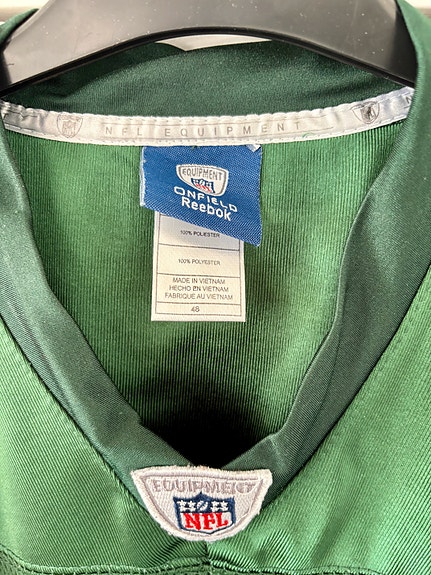 NFL EQUIPMENT
N
EQUIPMENT
NFL
ONFIELD
Reebok
100% POLIESTER
100% POLYESTER
MADE IN VIETNAM
HECHO EN VIETNAM
FABRIQUE AU VIETNAM
48
EQUIPMENT
NFL